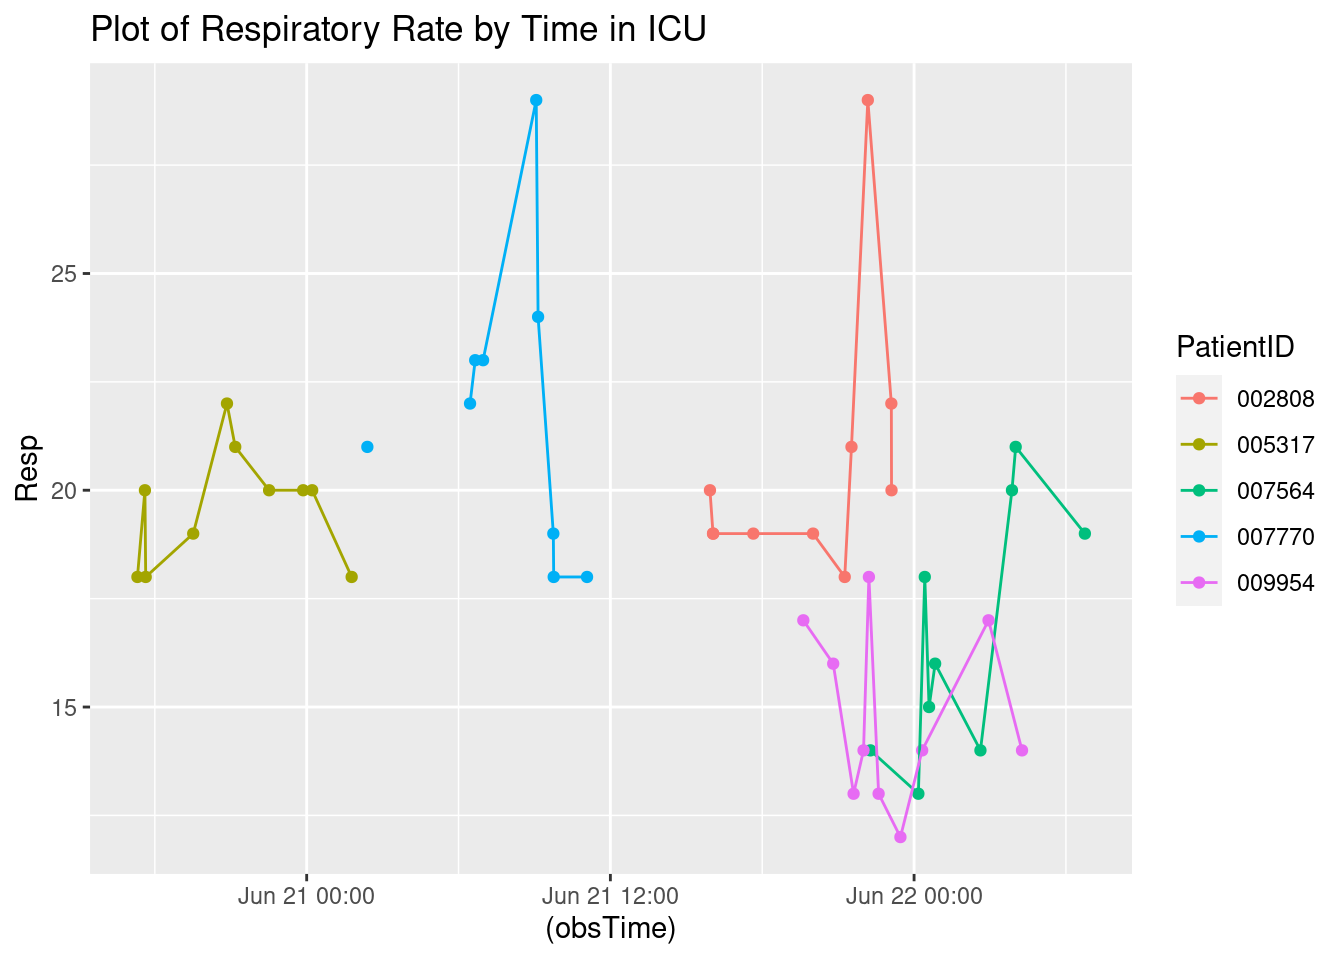 Plot of Respiratory Rate by Time in ICU
Resp
25
20
15
Jun 21 00:00
Jun 21 12:00
Jun 22 00:00
(obsTime)
PatientID
002808
005317
007564
007770
009954